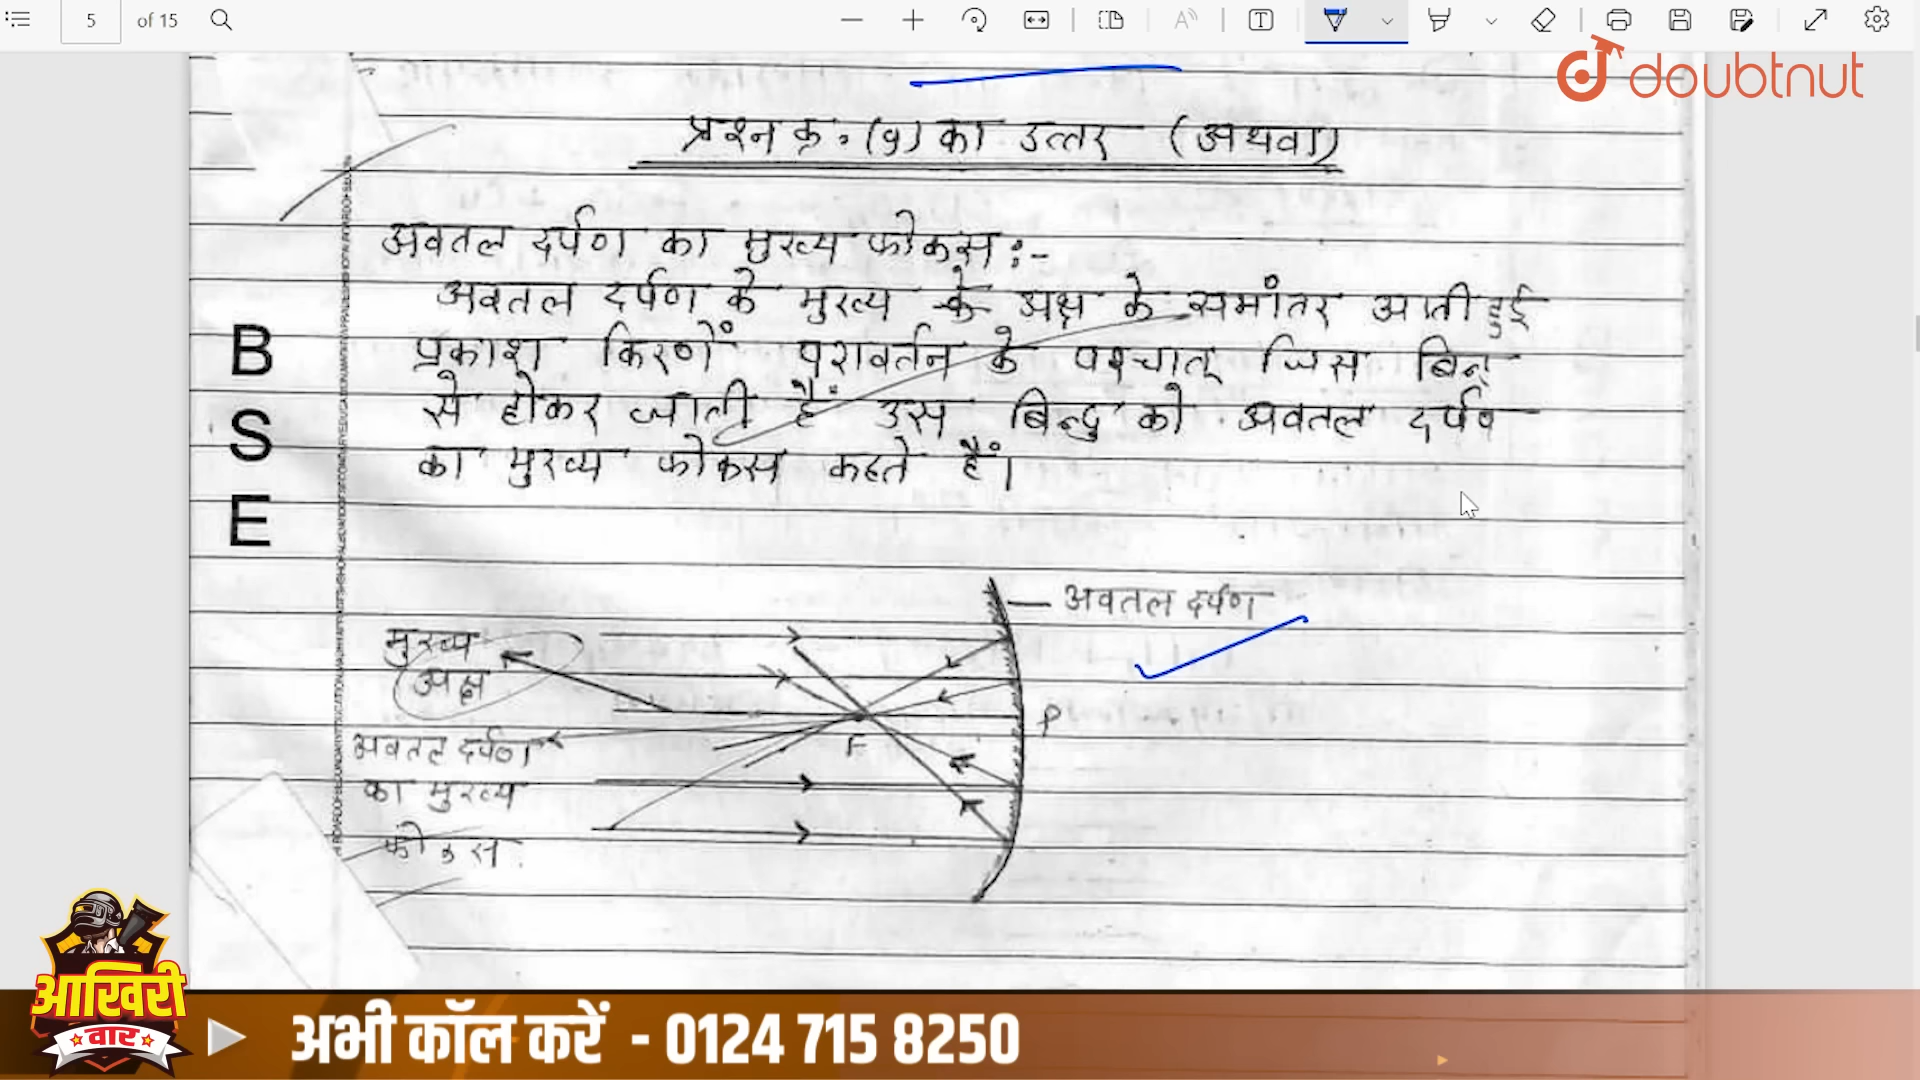 5 of 15
doubtnut
प्रश्न क्र. (9) का उत्तर (अथवा)
अवतल दर्पण का मुख्य फोकस :-
अवतल दर्पण के मुख्य के अक्ष के समांतर आती हुई
प्रकाश किरणें परावर्तन के पश्चात् जिस बिन्दु
से होकर जाती हैं उस बिन्दु को अवतल दर्पण
का मुख्य फोकस कहते हैं।
B
S
E
अवतल दर्पण
मुख्य
अक्ष
P
अवतल दर्पण
F
का मुख्य
फोकस
आखिरी
वार
अभी कॉल करें - 0124 715 8250